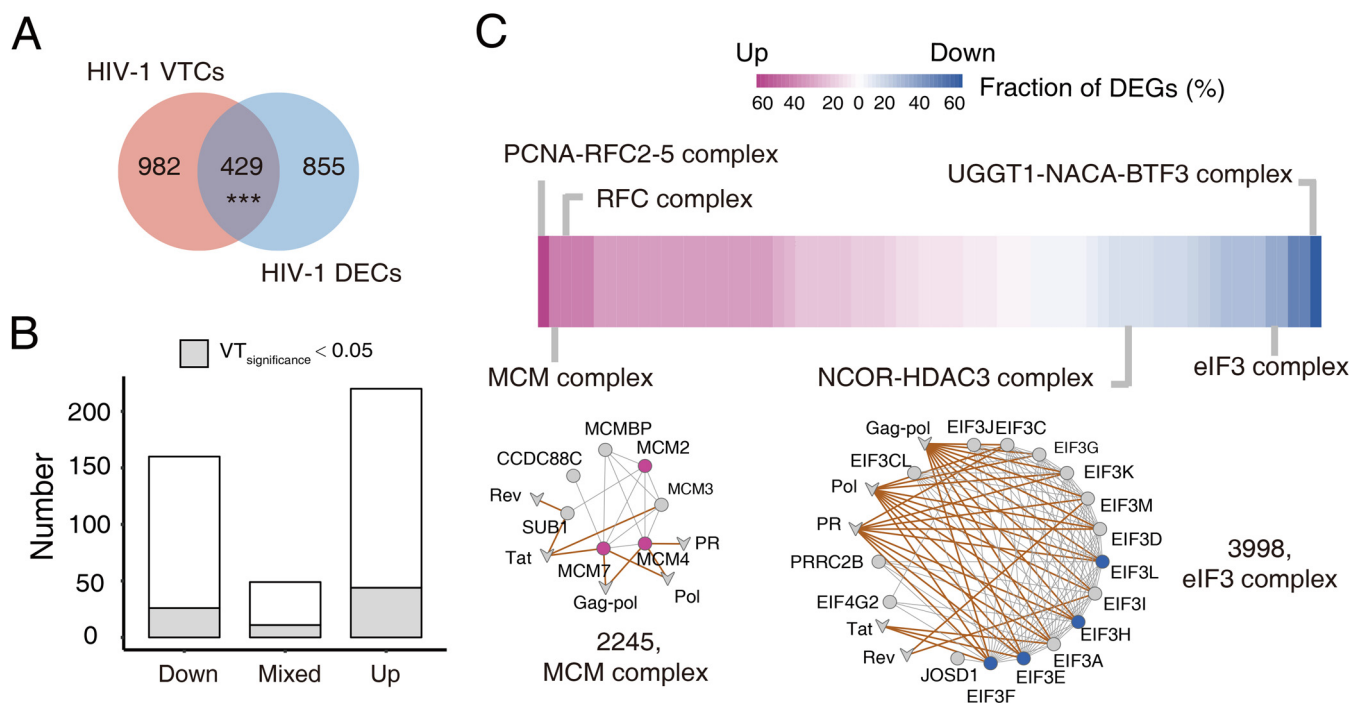 A
HIV-1 VTCs
982
429
855
***
HIV-1 DECs
B
VTsignificance < 0.05
Number
200
150
100
50
0
Down
Mixed
Up
C
Up
Down
60
40
20
0
20
40
60
Fraction of DEGs (%)
PCNA-RFC2-5 complex
RFC complex
UGGT1-NACA-BTF3 complex
MCM complex
NCOR-HDAC3 complex
eIF3 complex
MCMBP
MCM2
CCDC88C
MCM3
Rev
SUB1
Tat
PR
MCM7
MCM4
Gag-pol
Pol
2245,
MCM complex
Gag-pol
EIF3J
EIF3C
EIF3G
EIF3CL
EIF3K
Pol
EIF3M
PR
EIF3D
PRRC2B
EIF3L
EIF4G2
EIF3I
Tat
EIF3H
Rev
EIF3A
JOSD1
EIF3E
EIF3F
3998,
eIF3 complex